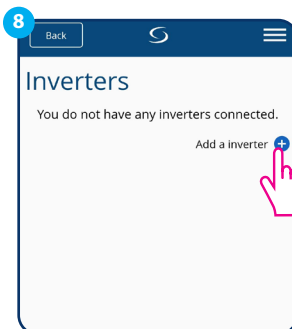 8
Back
Inverters
You do not have any inverters connected.
Add a inverter